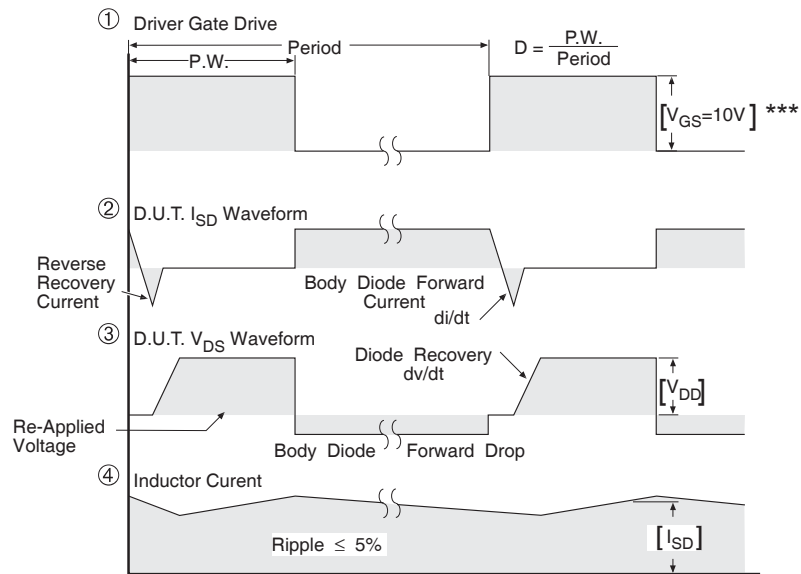 ① Driver Gate Drive
Period
P.W.
D = P.W. / Period
[VGS=10V] ***
② D.U.T. ISD Waveform
Reverse
Recovery
Current
Body Diode Forward
Current
di/dt
③ D.U.T. VDS Waveform
Diode Recovery
dv/dt
[VDD]
Re-Applied
Voltage
Body Diode Forward Drop
④ Inductor Curent
Ripple ≤ 5%
[ISD]